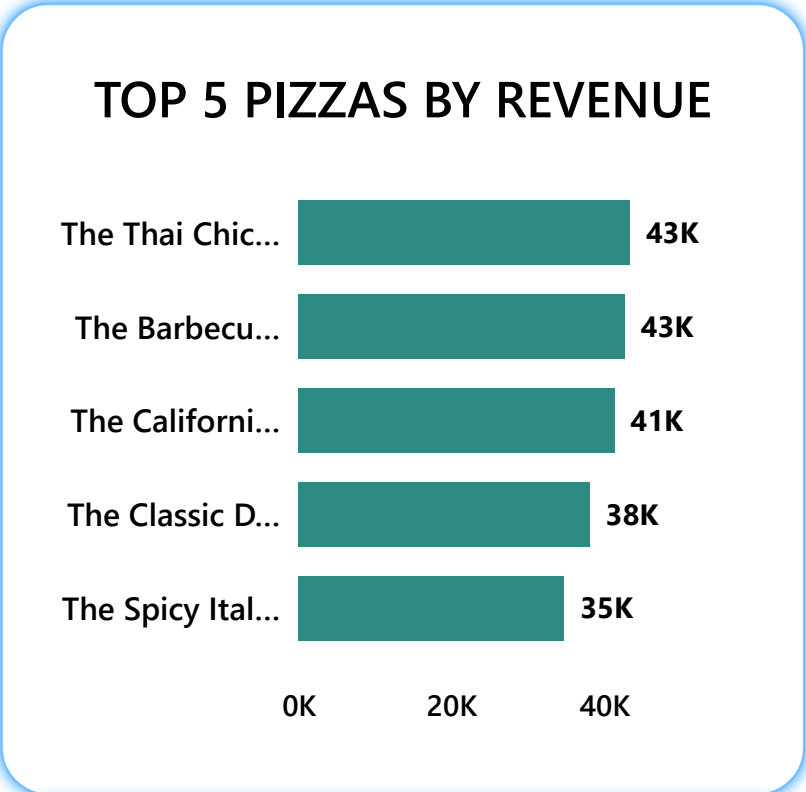 TOP 5 PIZZAS BY REVENUE
The Thai Chic... 43K
The Barbecu... 43K
The Californi... 41K
The Classic D... 38K
The Spicy Ital... 35K
0K 20K 40K